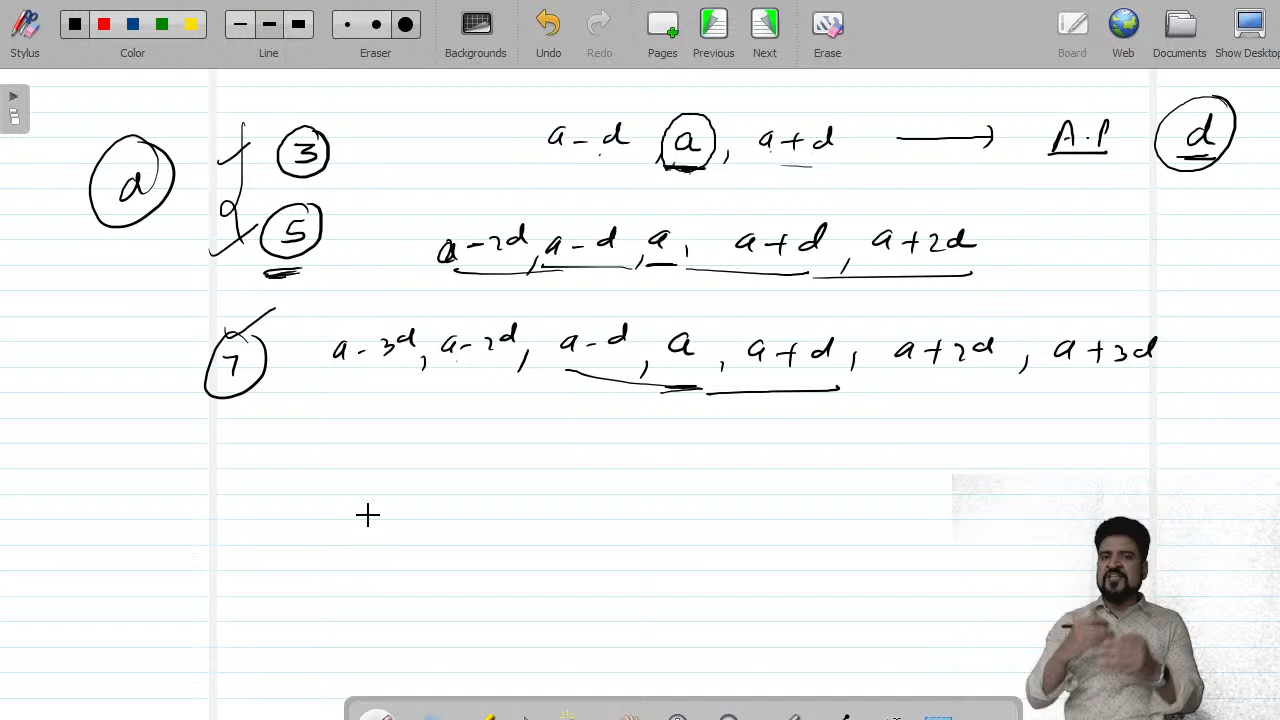 Stylus Color Line Eraser Backgrounds Undo Redo Pages Previous Next Erase Board Web Documents Show Desktop
3 a - d , a , a + d → A.P d
d
5 a - 2d , a - d , a , a + d , a + 2d
7 a - 3d , a - 2d , a - d , a , a + d , a + 2d , a + 3d